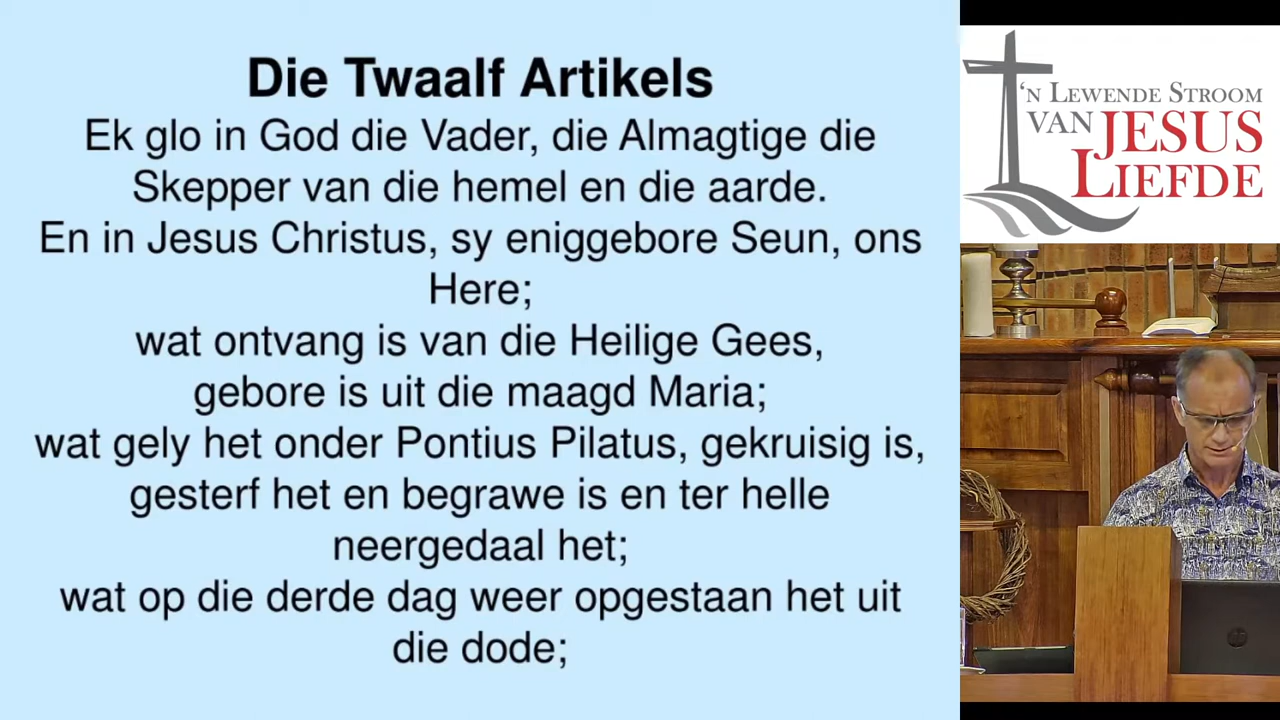 Die Twaalf Artikels
Ek glo in God die Vader, die Almagtige die
Skepper van die hemel en die aarde.
En in Jesus Christus, sy eniggebore Seun, ons
Here;
wat ontvang is van die Heilige Gees,
gebore is uit die maagd Maria;
wat gely het onder Pontius Pilatus, gekruisig is,
gesterf het en begrawe is en ter helle
neergedaal het;
wat op die derde dag weer opgestaan het uit
die dode;
‘n Lewende Stroom
van Jesus
Liefde